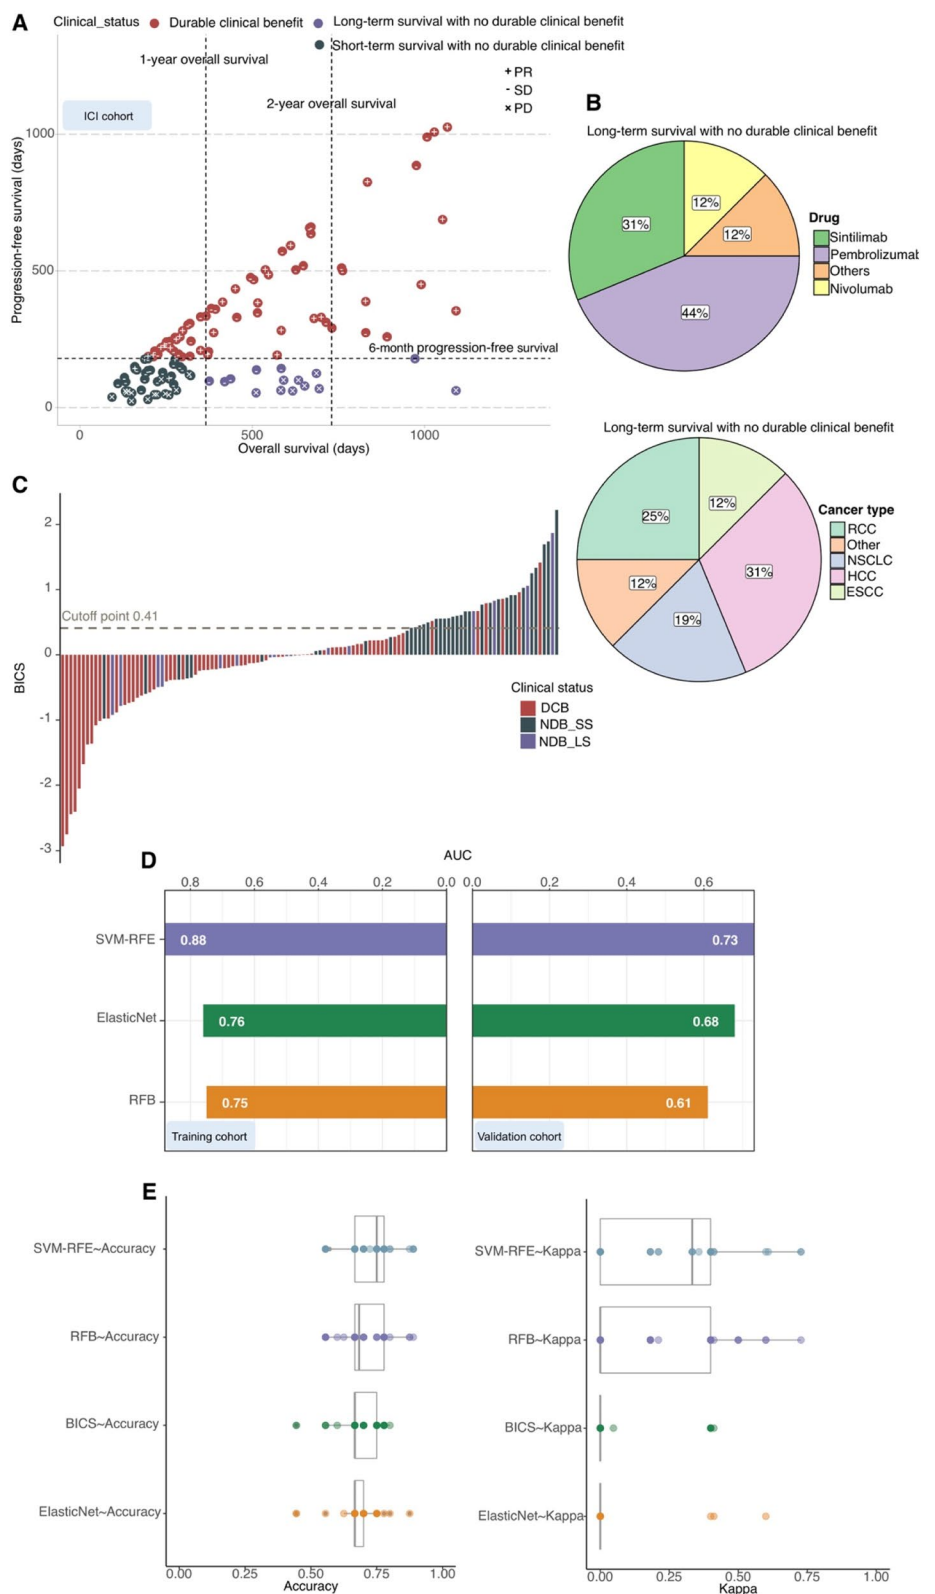 A
Clinical_status
Durable clinical benefit
Long-term survival with no durable clinical benefit
Short-term survival with no durable clinical benefit
1-year overall survival
2-year overall survival
+ PR
- SD
× PD
ICI cohort
6-month progression-free survival
Progression-free survival (days)
1000
500
0
0
500
1000
Overall survival (days)
B
Long-term survival with no durable clinical benefit
31%
12%
12%
44%
Drug
Sintilimab
Pembrolizumat
Others
Nivolumab
Long-term survival with no durable clinical benefit
25%
12%
12%
31%
19%
Cancer type
RCC
Other
NSCLC
HCC
ESCC
C
BICS
2
1
0
-1
-2
-3
Cutoff point 0.41
Clinical status
DCB
NDB_SS
NDB_LS
D
AUC
0.8
0.6
0.4
0.2
0.0
0.0
0.2
0.4
0.6
SVM-RFE
0.88
0.73
ElasticNet
0.76
0.68
RFB
0.75
0.61
Training cohort
Validation cohort
E
SVM-RFE~Accuracy
RFB~Accuracy
BICS~Accuracy
ElasticNet~Accuracy
0.00
0.25
0.50
0.75
1.00
Accuracy
SVM-RFE~Kappa
RFB~Kappa
BICS~Kappa
ElasticNet~Kappa
0.00
0.25
0.50
0.75
1.00
Kappa